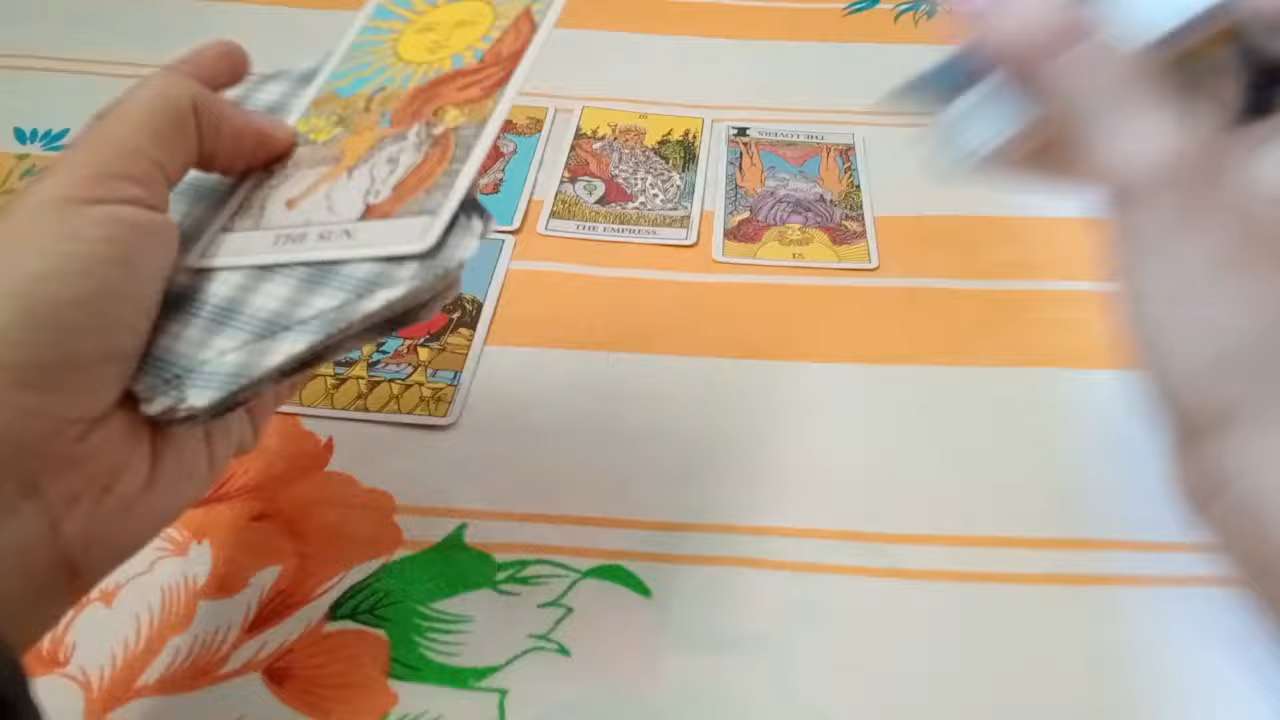 THE SUN.
III
THE EMPRESS.
THE LOVERS.
VI